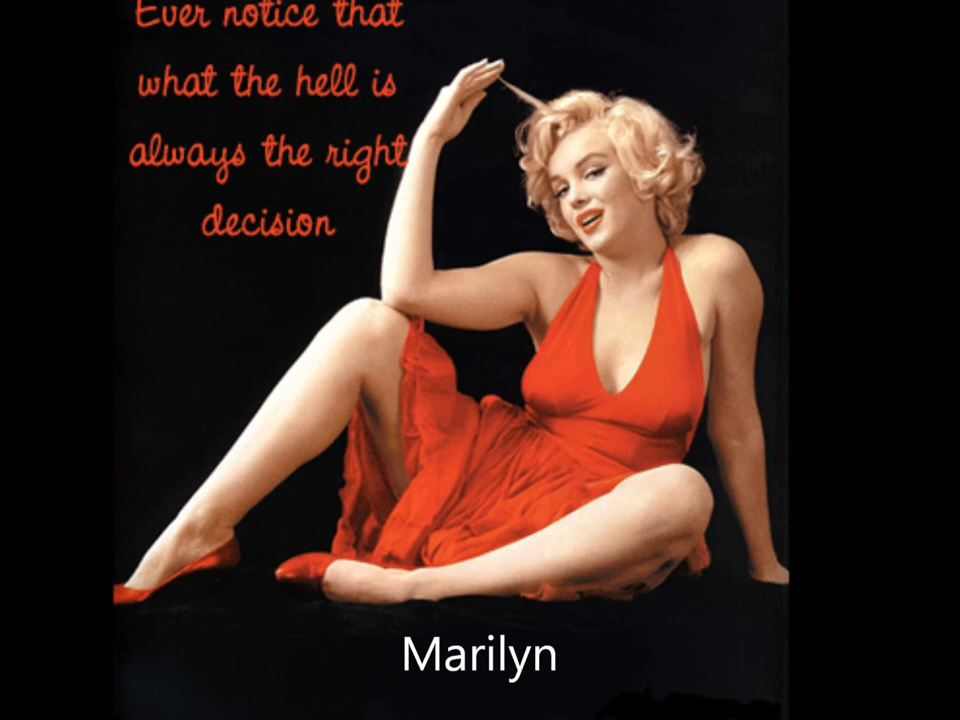 Ever notice that
what the hell is
always the right
decision
Marilyn